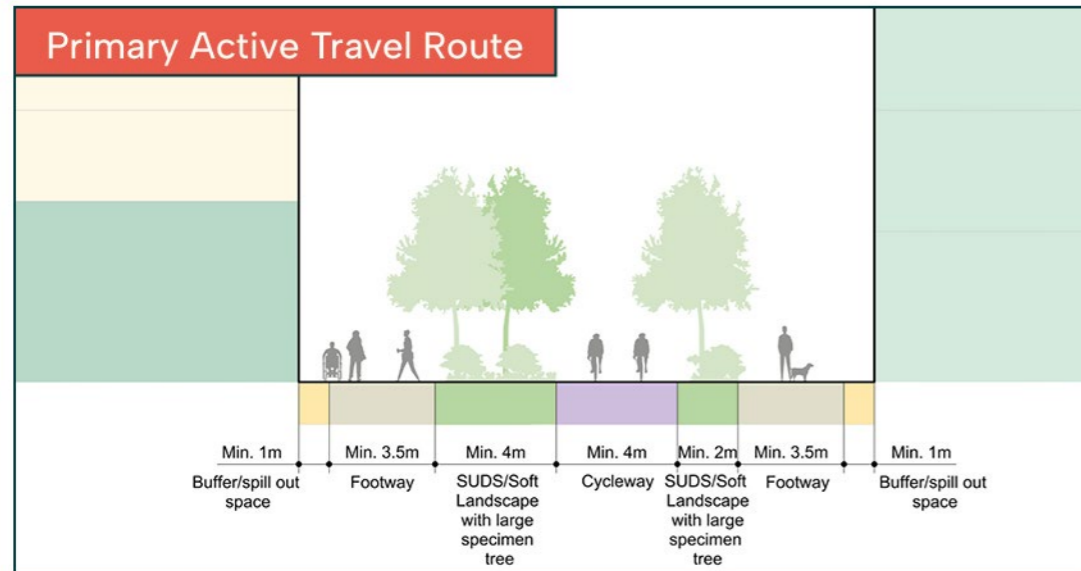 Primary Active Travel Route
Min. 1m
Min. 3.5m
Min. 4m
Min. 4m
Min. 2m
Min. 3.5m
Min. 1m
Buffer/spill out
space
Footway
SUDS/Soft
Landscape
with large
specimen
tree
Cycleway
SUDS/Soft
Landscape
with large
specimen
tree
Footway
Buffer/spill out
space